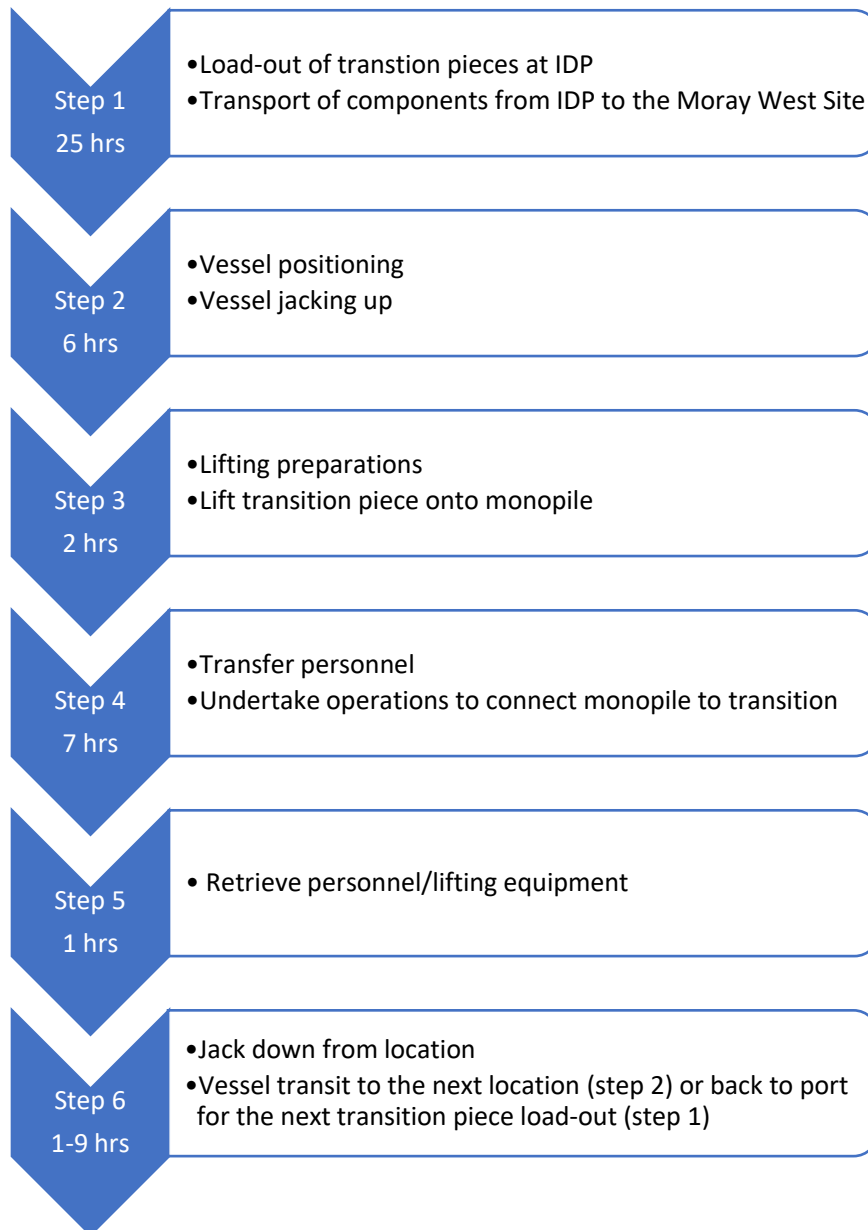 Step 1
25 hrs
•Load-out of transtion pieces at IDP
•Transport of components from IDP to the Moray West Site
Step 2
6 hrs
•Vessel positioning
•Vessel jacking up
Step 3
2 hrs
•Lifting preparations
•Lift transition piece onto monopile
Step 4
7 hrs
•Transfer personnel
•Undertake operations to connect monopile to transition
Step 5
1 hrs
• Retrieve personnel/lifting equipment
Step 6
1-9 hrs
•Jack down from location
•Vessel transit to the next location (step 2) or back to port
for the next transition piece load-out (step 1)